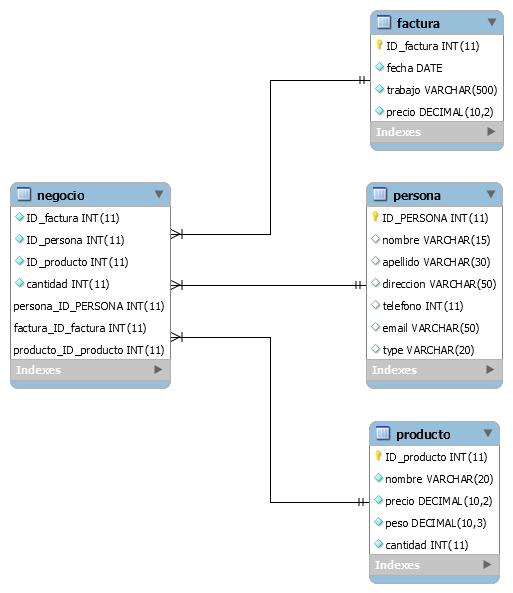 factura
ID_factura INT(11)
fecha DATE
trabajo VARCHAR(500)
precio DECIMAL(10,2)
Indexes
negocio
ID_factura INT(11)
ID_persona INT(11)
ID_producto INT(11)
cantidad INT(11)
persona_ID_PERSONA INT(11)
factura_ID_factura INT(11)
producto_ID_producto INT(11)
Indexes
persona
ID_PERSONA INT(11)
nombre VARCHAR(15)
apellido VARCHAR(30)
direccion VARCHAR(50)
telefono INT(11)
email VARCHAR(50)
type VARCHAR(20)
Indexes
producto
ID_producto INT(11)
nombre VARCHAR(20)
precio DECIMAL(10,2)
peso DECIMAL(10,3)
cantidad INT(11)
Indexes